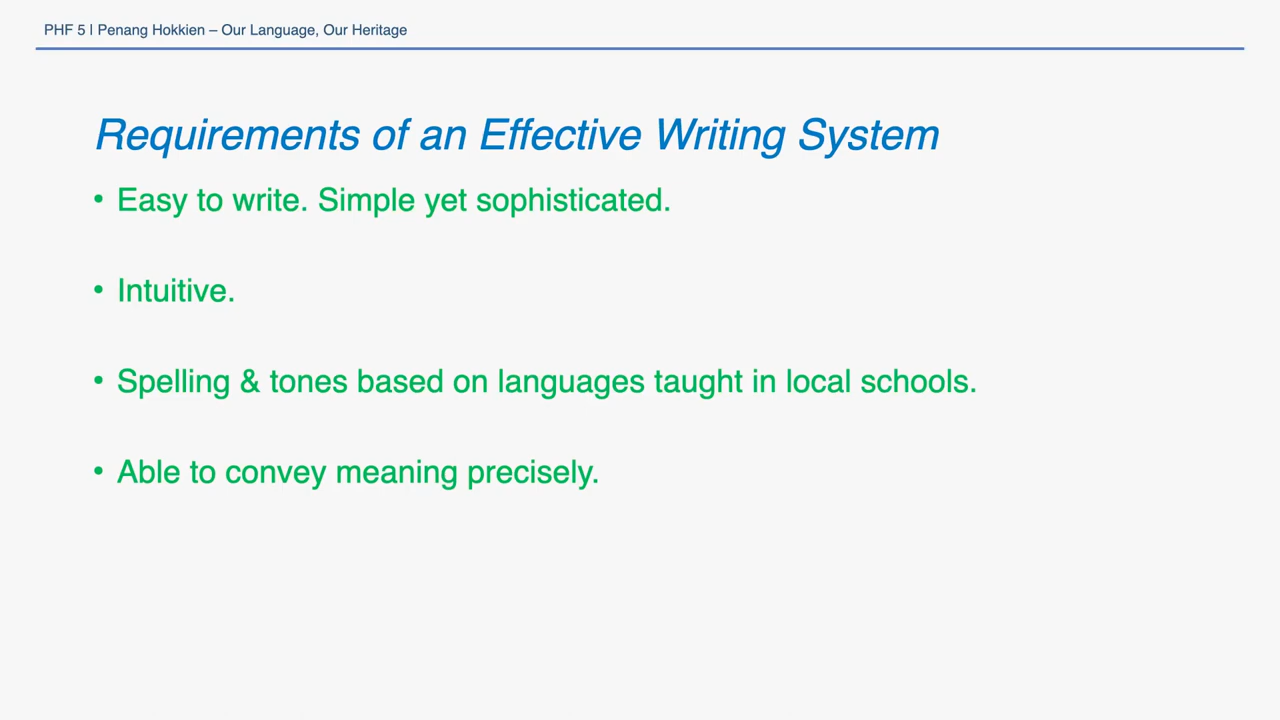 PHF 5 | Penang Hokkien – Our Language, Our Heritage
Requirements of an Effective Writing System
• Easy to write. Simple yet sophisticated.
• Intuitive.
• Spelling & tones based on languages taught in local schools.
• Able to convey meaning precisely.